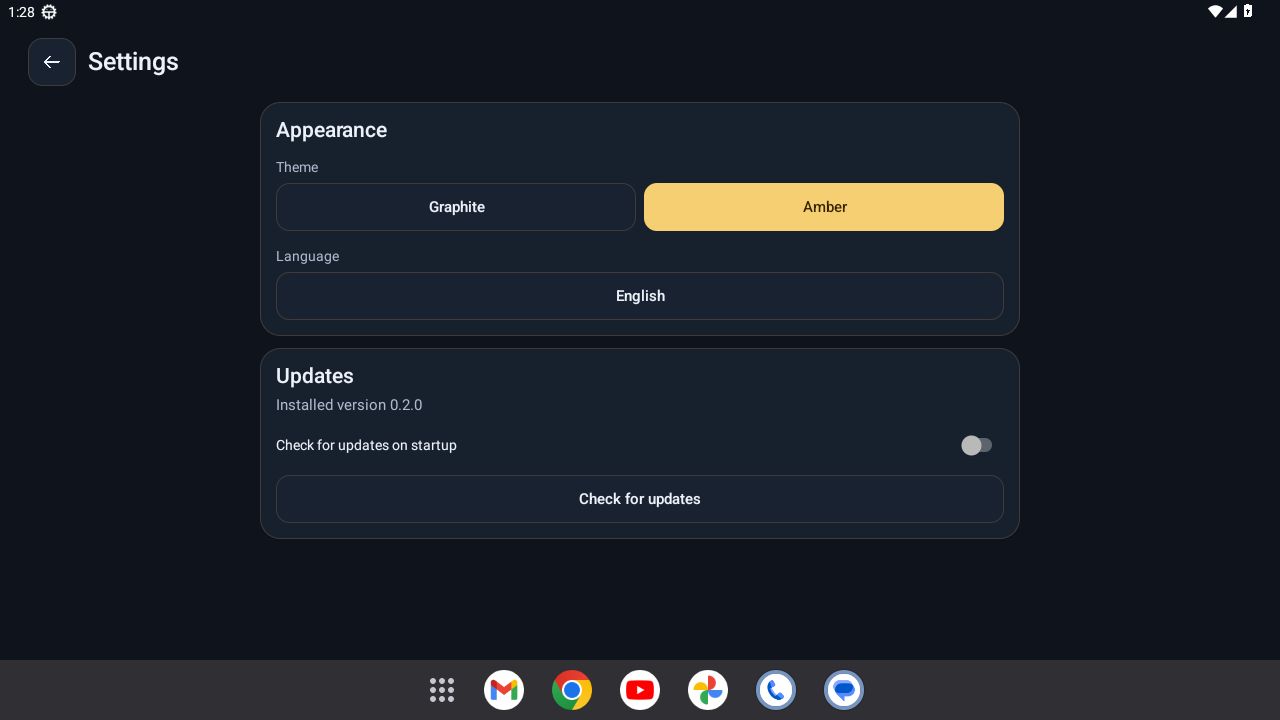 1:28
Settings
Appearance
Theme
Graphite
Amber
Language
English
Updates
Installed version 0.2.0
Check for updates on startup
Check for updates